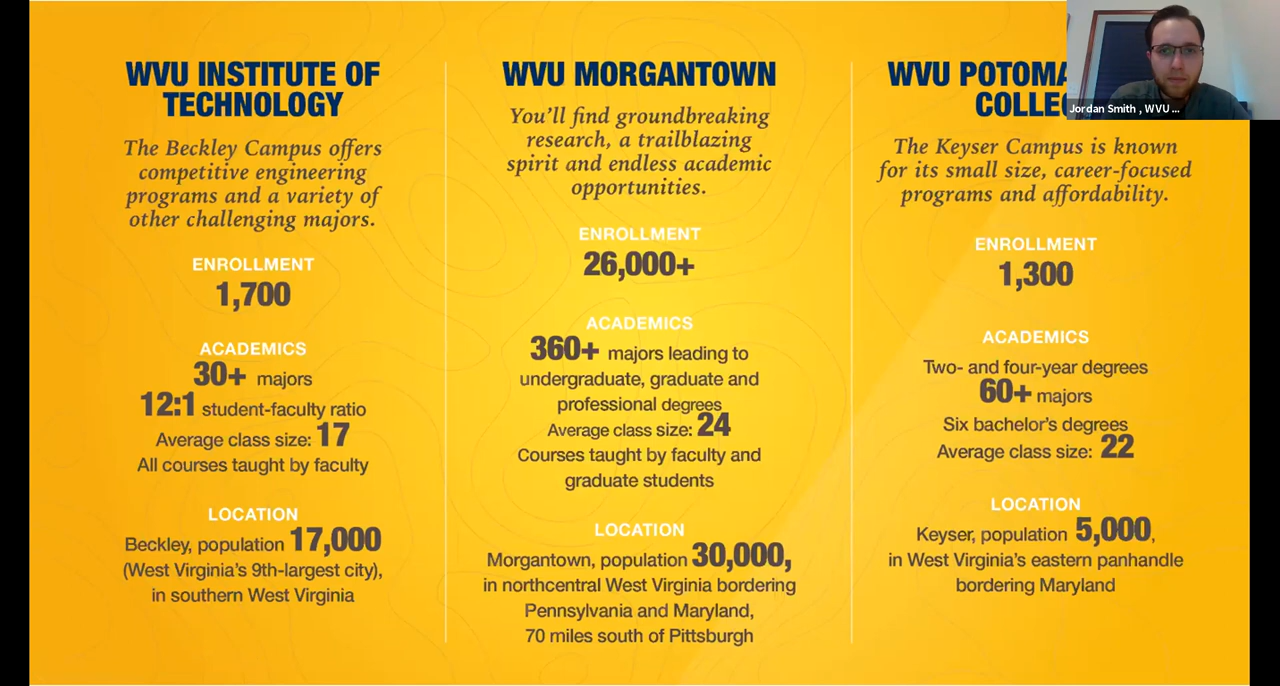 WVU INSTITUTE OF
TECHNOLOGY
The Beckley Campus offers
competitive engineering
programs and a variety of
other challenging majors.
ENROLLMENT
1,700
ACADEMICS
30+ majors
12:1 student-faculty ratio
Average class size: 17
All courses taught by faculty
LOCATION
Beckley, population 17,000
(West Virginia's 9th-largest city),
in southern West Virginia
WVU MORGANTOWN
You'll find groundbreaking
research, a trailblazing
spirit and endless academic
opportunities.
ENROLLMENT
26,000+
ACADEMICS
360+ majors leading to
undergraduate, graduate and
professional degrees
Average class size: 24
Courses taught by faculty and
graduate students
LOCATION
Morgantown, population 30,000,
in northcentral West Virginia bordering
Pennsylvania and Maryland,
70 miles south of Pittsburgh
WVU
The Keyser Campus is known
for its small size, career-focused
programs and affordability.
ENROLLMENT
1,300
ACADEMICS
Two- and four-year degrees
60+ majors
Six bachelor's degrees
Average class size: 22
LOCATION
Keyser, population 5,000,
in West Virginia's eastern panhandle
bordering Maryland
Jordan Smith , WVU ...